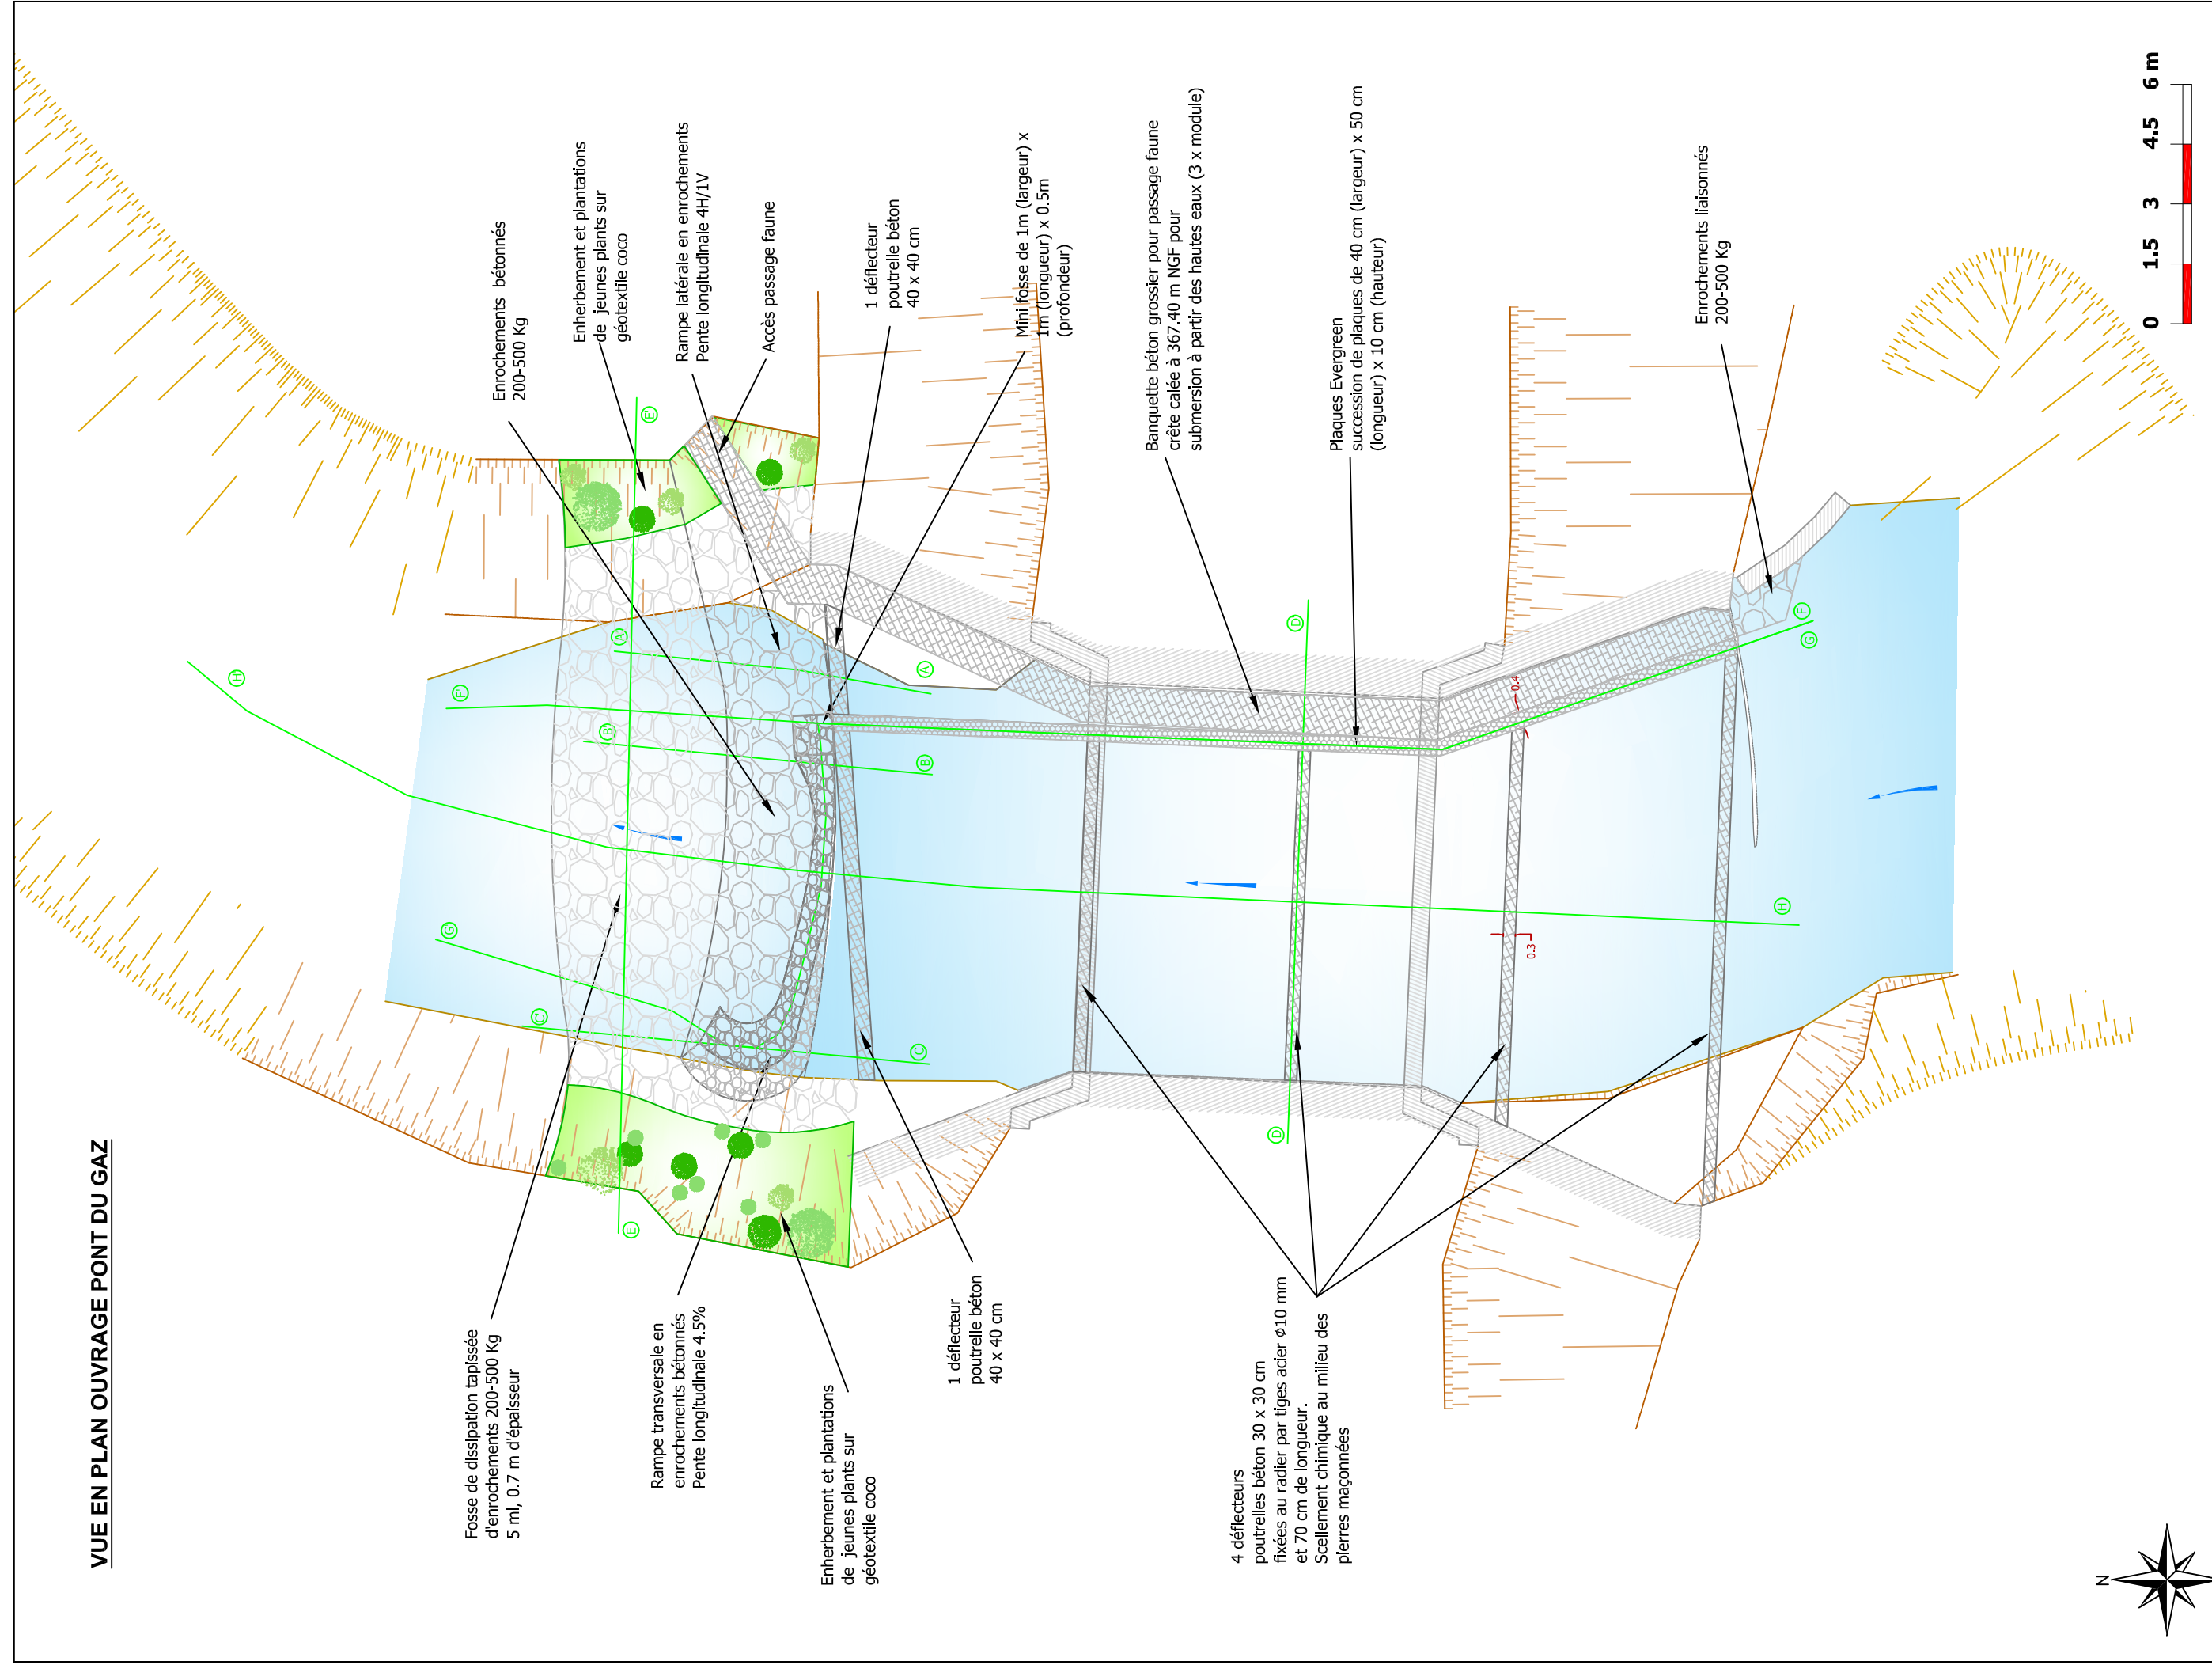 VUE EN PLAN OUVRAGE PONT DU GAZ
Enrochements bétonnés
200-500 Kg
Enherbement et plantations
de jeunes plants sur
géotextile coco
Rampe latérale en enrochements
Pente longitudinale 4H/1V
Accès passage faune
1 déflecteur
poutrelle béton
40 x 40 cm
Mini fosse de 1m (largeur) x
1m (longueur) x 0.5m
(profondeur)
Banquette béton grossier pour passage faune
crête calée à 367.40 m NGF pour
submersion à partir des hautes eaux (3 x module)
Plaques Evergreen
succession de plaques de 40 cm (largeur) x 50 cm
(longueur) x 10 cm (hauteur)
Enrochements liaisonnés
200-500 Kg
Fosse de dissipation tapissée
d'enrochements 200-500 Kg
5 ml, 0.7 m d'épaisseur
Rampe transversale en
enrochements bétonnés
Pente longitudinale 4.5%
Enherbement et plantations
de jeunes plants sur
géotextile coco
1 déflecteur
poutrelle béton
40 x 40 cm
4 déflecteurs
poutrelles béton 30 x 30 cm
fixées au radier par tiges acier ϕ10 mm
et 70 cm de longueur.
Scellement chimique au milieu des
pierres maçonnées
H'
F'
G'
C'
E'
E
A'
A
B'
B
C
D'
D
F
G
H
0.4
0.3
0 1.5 3 4.5 6 m
N